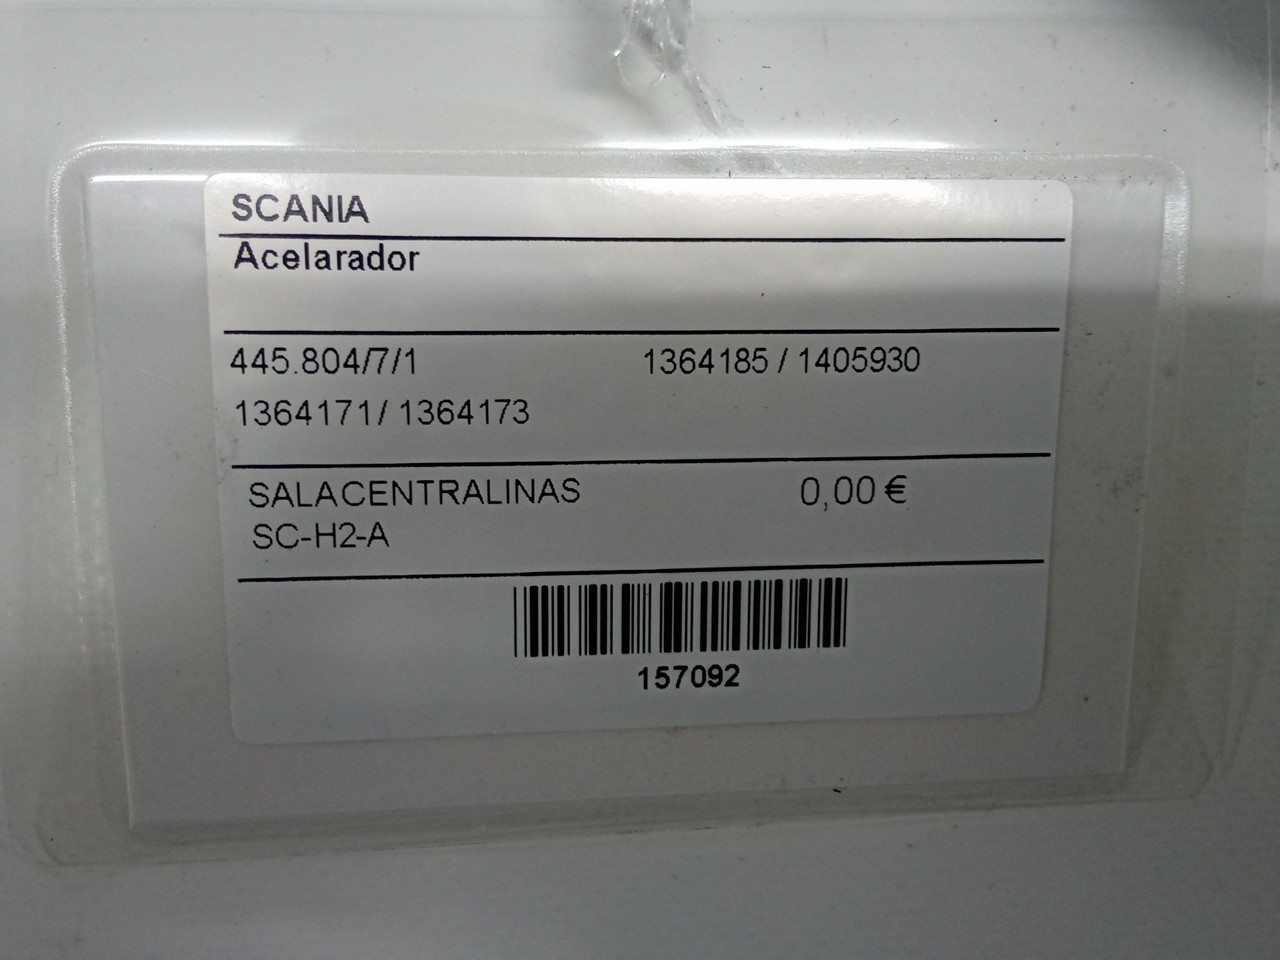 SCANIA
Acelarador
445.804/7/1 1364185 / 1405930
1364171/ 1364173
SALACENTRALINAS 0,00 €
SC-H2-A
157092